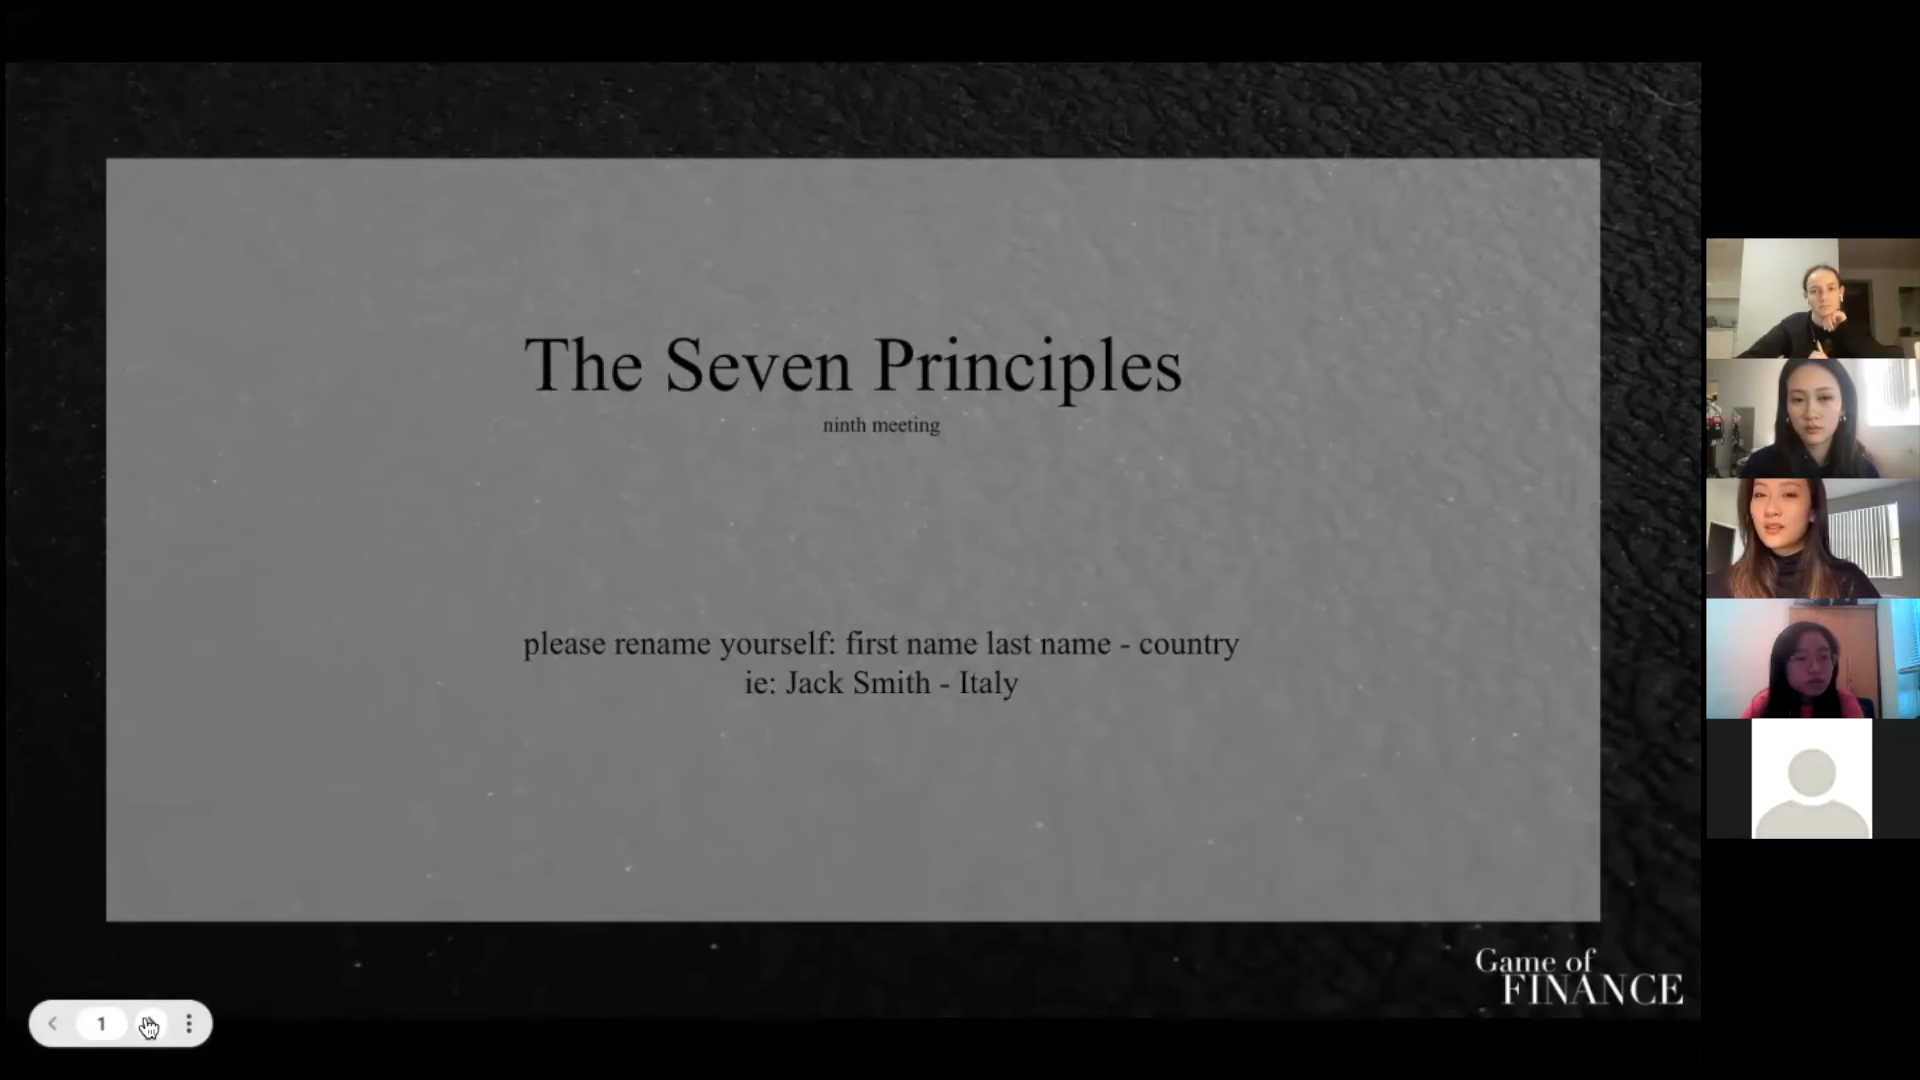 The Seven Principles
ninth meeting
please rename yourself: first name last name - country
ie: Jack Smith - Italy
Game of
FINANCE
1